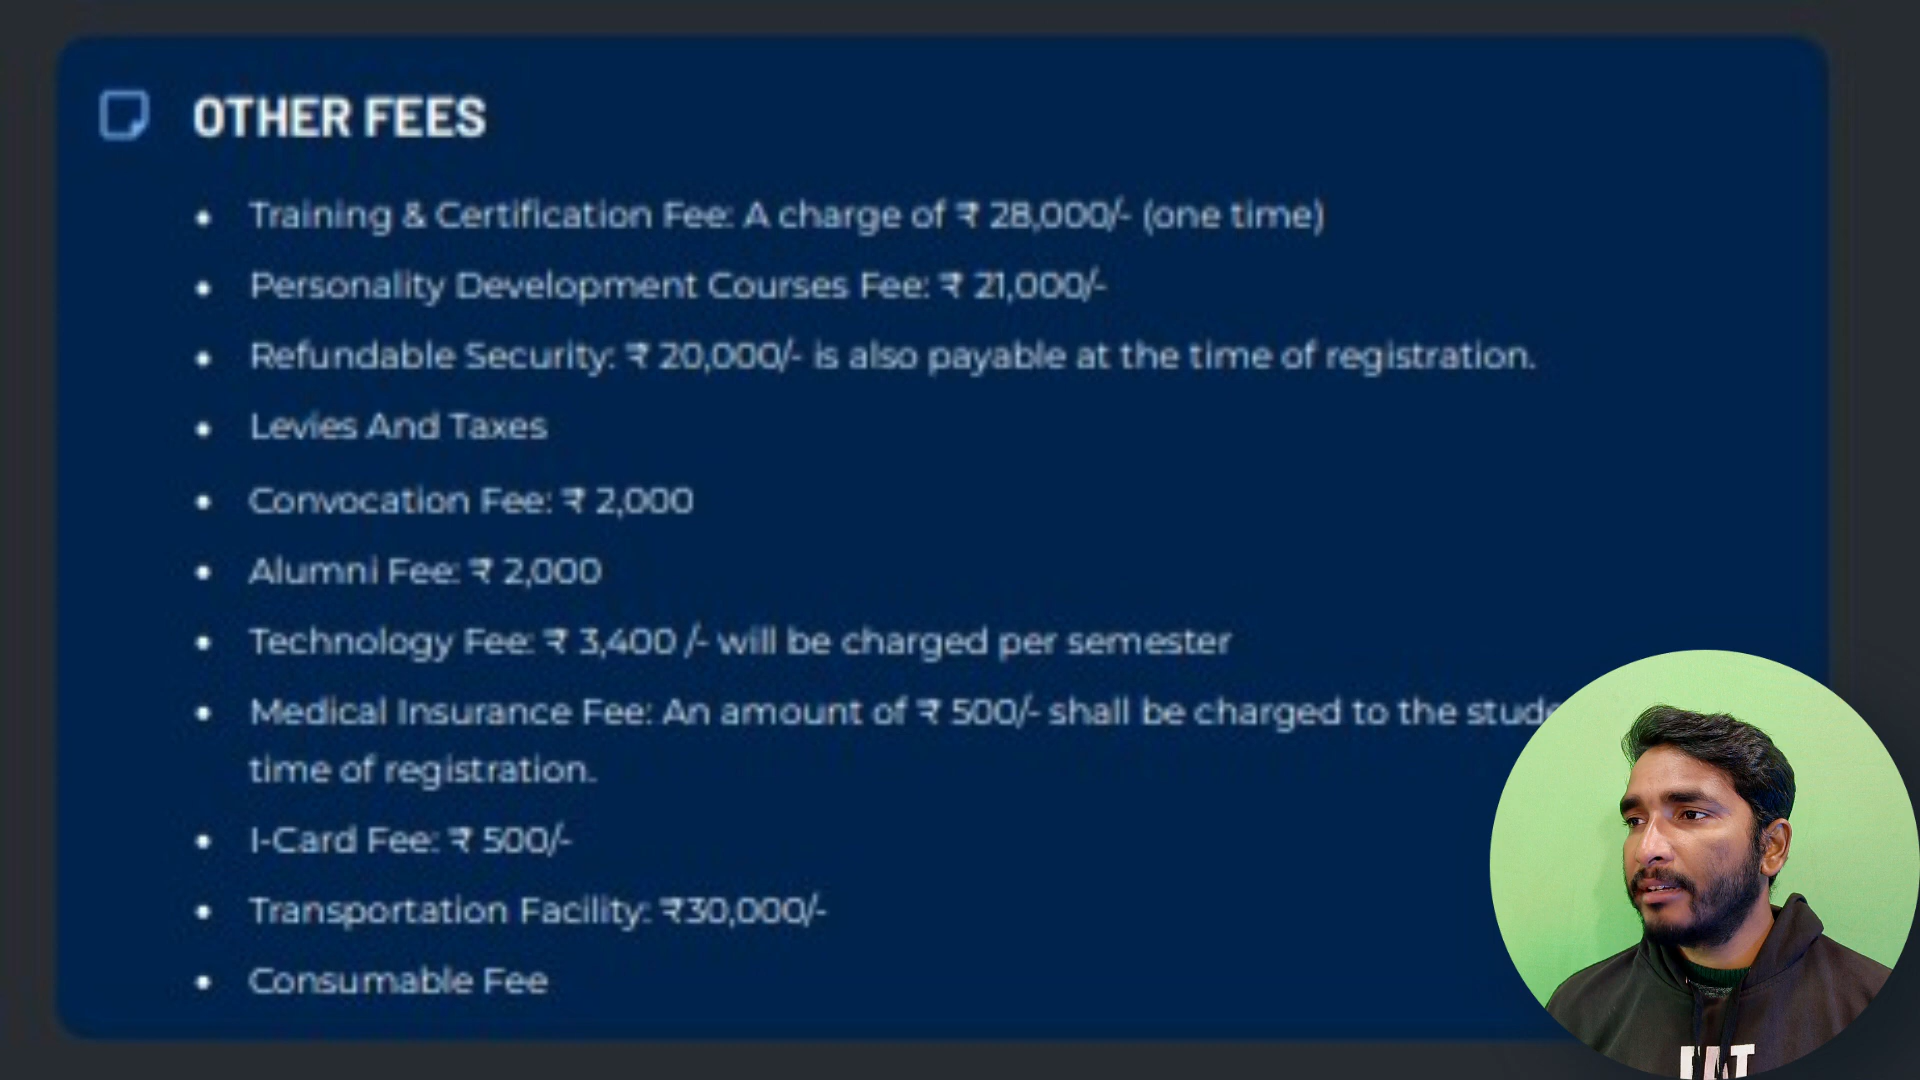 OTHER FEES
• Training & Certification Fee: A charge of ₹ 28,000/- (one time)
• Personality Development Courses Fee: ₹ 21,000/-
• Refundable Security: ₹ 20,000/- is also payable at the time of registration.
• Levies And Taxes
• Convocation Fee: ₹ 2,000
• Alumni Fee: ₹ 2,000
• Technology Fee: ₹ 3,400 /- will be charged per semester
• Medical Insurance Fee: An amount of ₹ 500/- shall be charged to the
time of registration.
• I-Card Fee: ₹ 500/-
• Transportation Facility: ₹30,000/-
• Consumable Fee